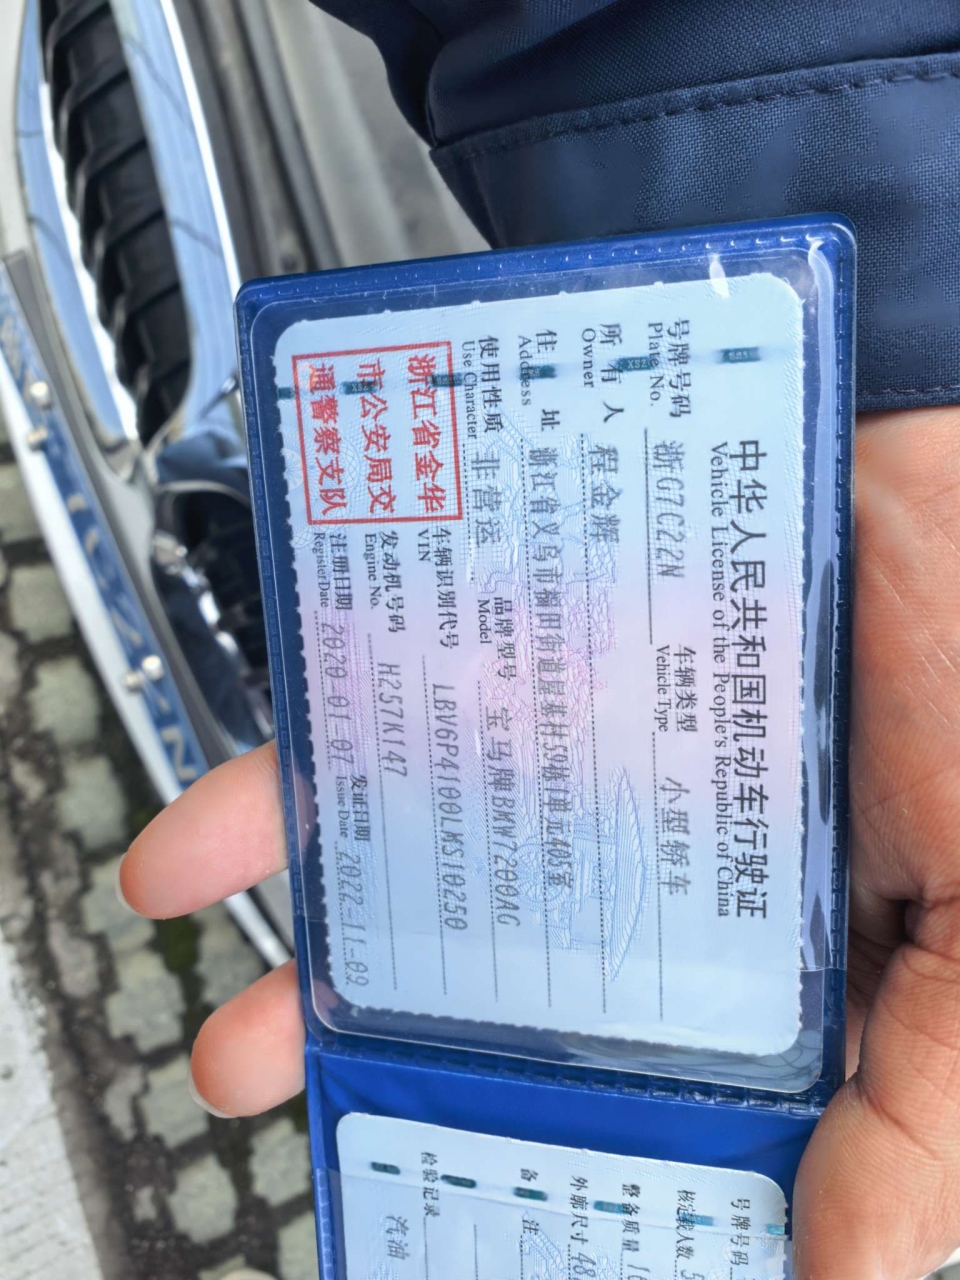 中华人民共和国机动车行驶证
Vehicle License of the People's Republic of China
号牌号码 浙G7C22N 车辆类型 小型轿车
Plate No. Vehicle Type
所有人 程金辉
Owner
住址 浙江省义乌市稠江街道屋基村59栋1单元403室
Address
使用性质 非营运 品牌型号 宝马牌BMW7200AG
Use Character Model
浙江省金华
市公安局交
通警察支队
车辆识别代号 LBV6P4100LMS10250
VIN
发动机号码 H257K147
Engine No.
注册日期 2020-01-07 发证日期 2022-11-09
Register Date Issue Date
号牌号码
核定载人数 5
整备质量 16
外廓尺寸 48
备注
检验记录
汽油